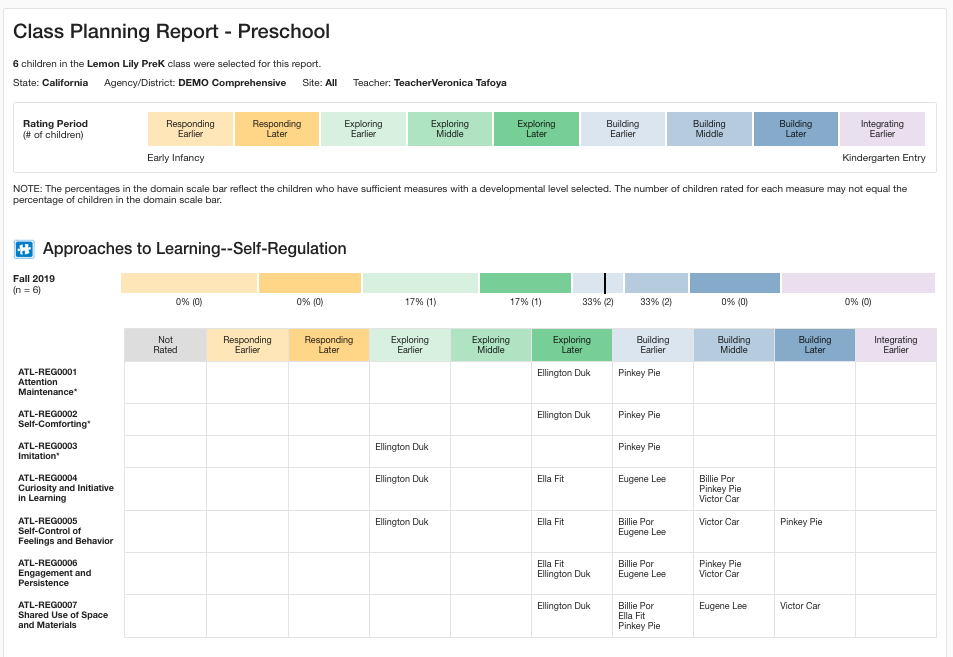 Class Planning Report - Preschool
6 children in the Lemon Lily PreK class were selected for this report.
State: California Agency/District: DEMO Comprehensive Site: All Teacher: TeacherVeronica Tafoya
Rating Period
(# of children)
Responding
Earlier
Responding
Later
Exploring
Earlier
Exploring
Middle
Exploring
Later
Building
Earlier
Building
Middle
Building
Later
Integrating
Earlier
Early Infancy
Kindergarten Entry
NOTE: The percentages in the domain scale bar reflect the children who have sufficient measures with a developmental level selected. The number of children rated for each measure may not equal the
percentage of children in the domain scale bar.
Approaches to Learning--Self-Regulation
Fall 2019
(n = 6)
0% (0) 0% (0) 17% (1) 17% (1) 33% (2) 33% (2) 0% (0) 0% (0)
Not
Rated
Responding
Earlier
Responding
Later
Exploring
Earlier
Exploring
Middle
Exploring
Later
Building
Earlier
Building
Middle
Building
Later
Integrating
Earlier
ATL-REG0001
Attention
Maintenance*
Ellington Duk
Pinkey Pie
ATL-REG0002
Self-Comforting*
Ellington Duk
Pinkey Pie
ATL-REG0003
Imitation*
Ellington Duk
Pinkey Pie
ATL-REG0004
Curiosity and Initiative
in Learning
Ellington Duk
Ella Fit
Eugene Lee
Billie Por
Pinkey Pie
Victor Car
ATL-REG0005
Self-Control of
Feelings and Behavior
Ellington Duk
Ella Fit
Billie Por
Eugene Lee
Victor Car
Pinkey Pie
ATL-REG0006
Engagement and
Persistence
Ella Fit
Ellington Duk
Billie Por
Eugene Lee
Pinkey Pie
Victor Car
ATL-REG0007
Shared Use of Space
and Materials
Ellington Duk
Billie Por
Ella Fit
Pinkey Pie
Eugene Lee
Victor Car